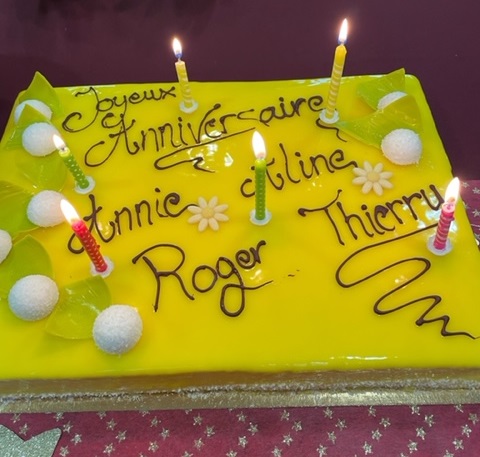 Joyeux
Anniversaire
Annie Aline
Roger Thierry